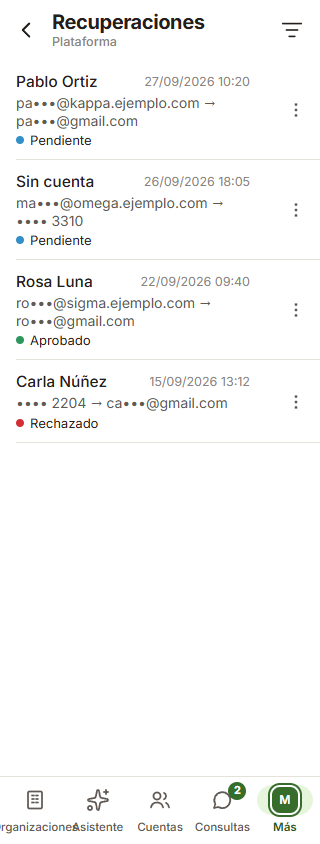 Recuperaciones
Plataforma
Pablo Ortiz 27/09/2026 10:20
pa•••@kappa.ejemplo.com →
pa•••@gmail.com
Pendiente
Sin cuenta 26/09/2026 18:05
ma•••@omega.ejemplo.com →
•••• 3310
Pendiente
Rosa Luna 22/09/2026 09:40
ro•••@sigma.ejemplo.com →
ro•••@gmail.com
Aprobado
Carla Núñez 15/09/2026 13:12
•••• 2204 → ca•••@gmail.com
Rechazado
2
M
rganizaciones Asistente Cuentas Consultas Más